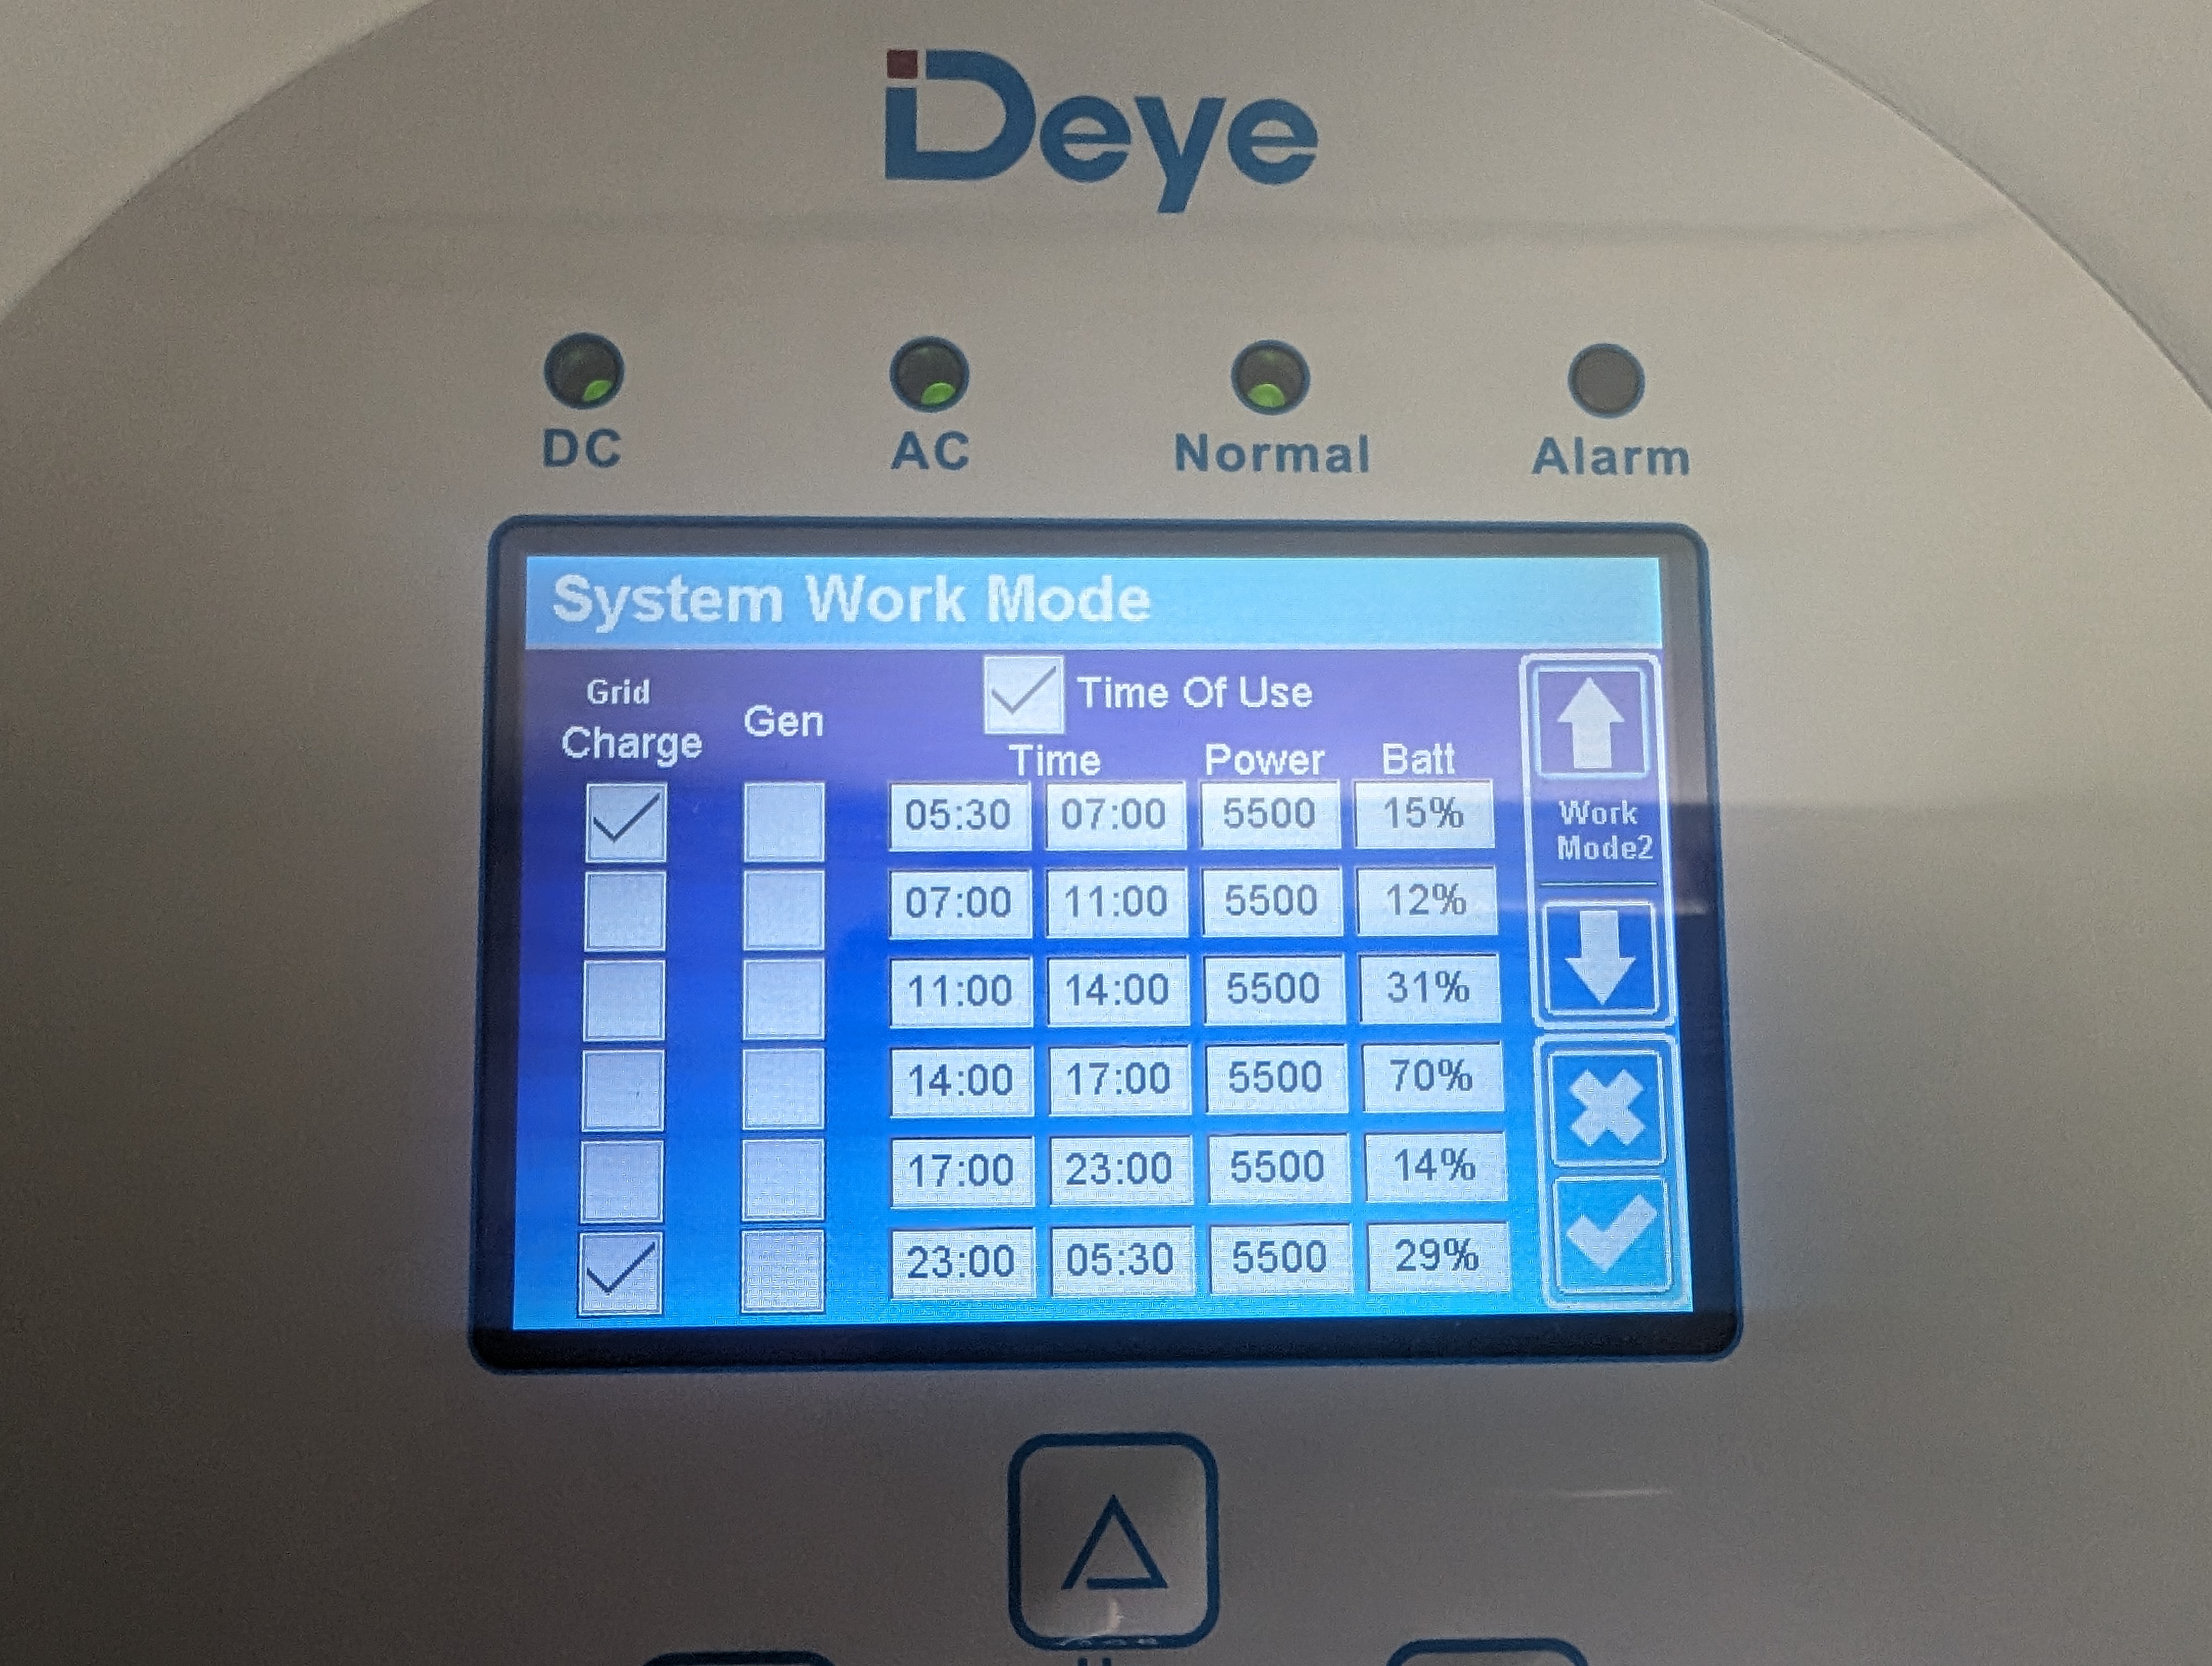 Deye
DC AC Normal Alarm
System Work Mode
Grid Charge Gen Time Of Use
Time Power Batt
05:30 07:00 5500 15%
07:00 11:00 5500 12%
11:00 14:00 5500 31%
14:00 17:00 5500 70%
17:00 23:00 5500 14%
23:00 05:30 5500 29%
Work
Mode2